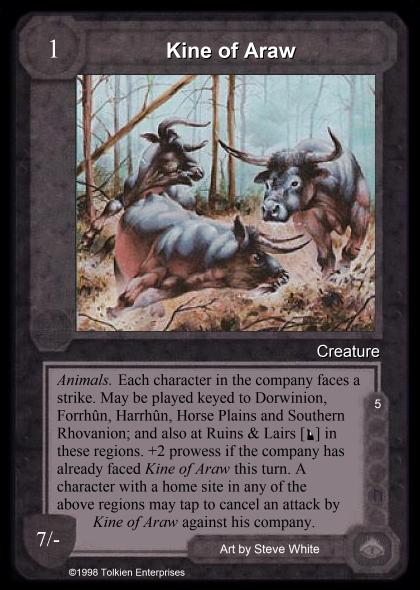 1
Kine of Araw
Creature
Animals. Each character in the company faces a
strike. May be played keyed to Dorwinion,
Forrhûn, Harrhûn, Horse Plains and Southern
Rhovanion; and also at Ruins & Lairs [ ] in
these regions. +2 prowess if the company has
already faced Kine of Araw this turn. A
character with a home site in any of the
above regions may tap to cancel an attack by
Kine of Araw against his company.
5
7/-
Art by Steve White
©1998 Tolkien Enterprises